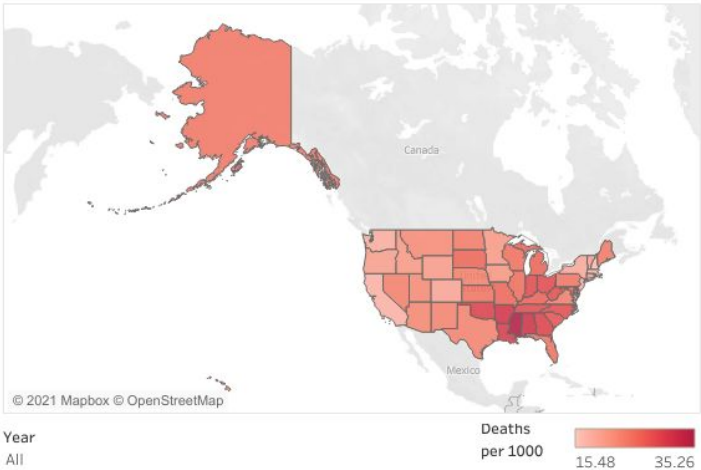 Canada
Mexico
© 2021 Mapbox © OpenStreetMap
Year
All
Deaths
per 1000
15.48 35.26